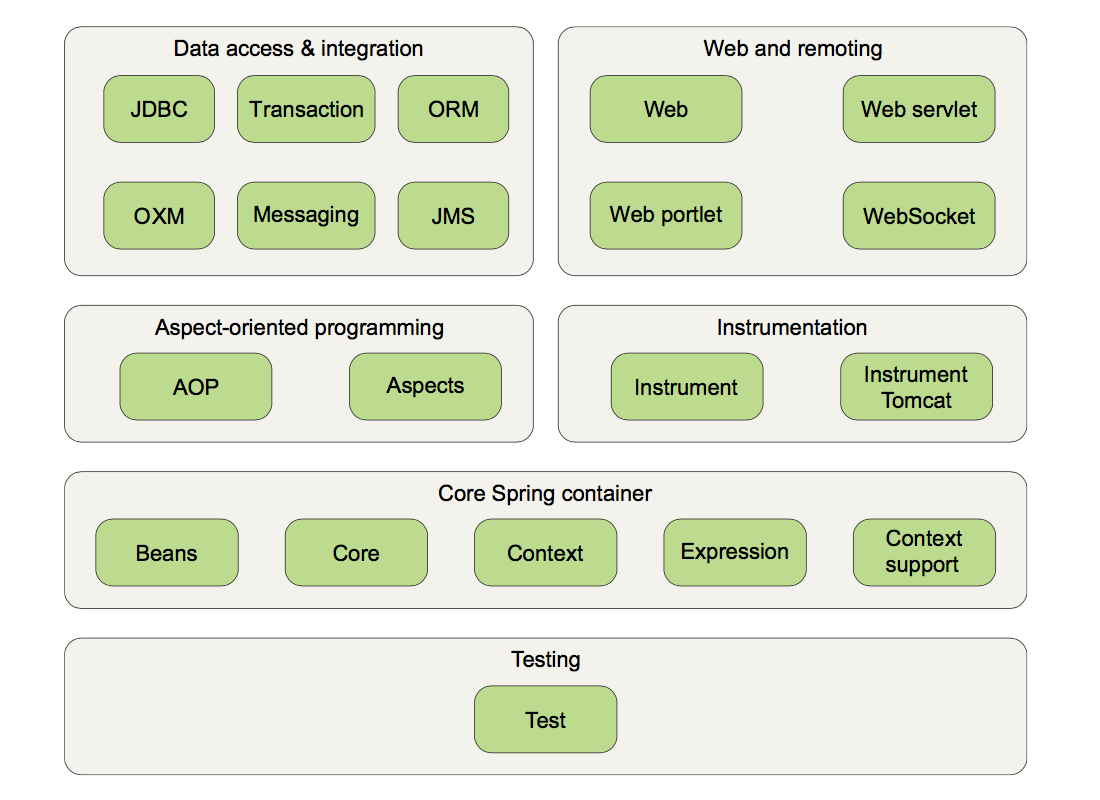 Data access & integration
JDBC
Transaction
ORM
OXM
Messaging
JMS
Web and remoting
Web
Web servlet
Web portlet
WebSocket
Aspect-oriented programming
AOP
Aspects
Instrumentation
Instrument
Instrument
Tomcat
Core Spring container
Beans
Core
Context
Expression
Context
support
Testing
Test